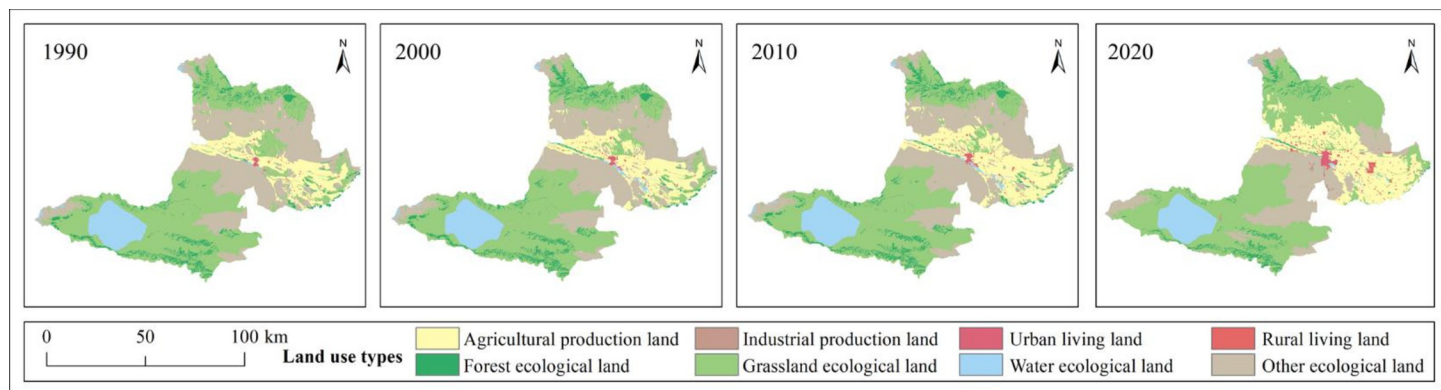 1990
N
2000
N
2010
N
2020
N
0 50 100 km
Land use types
Agricultural production land Industrial production land Urban living land Rural living land
Forest ecological land Grassland ecological land Water ecological land Other ecological land